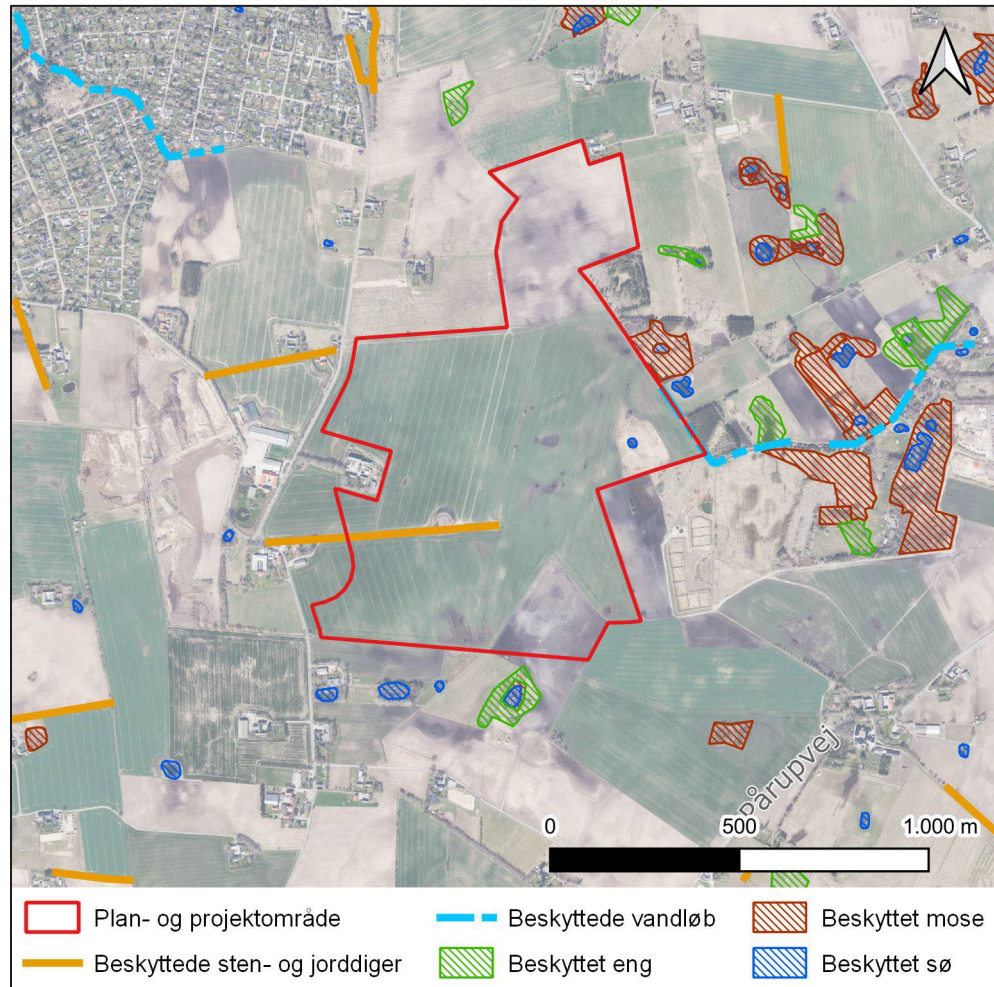 Pårupvej
0 500 1.000 m
Plan- og projektområde
Beskyttede vandløb
Beskyttet mose
Beskyttede sten- og jorddiger
Beskyttet eng
Beskyttet sø